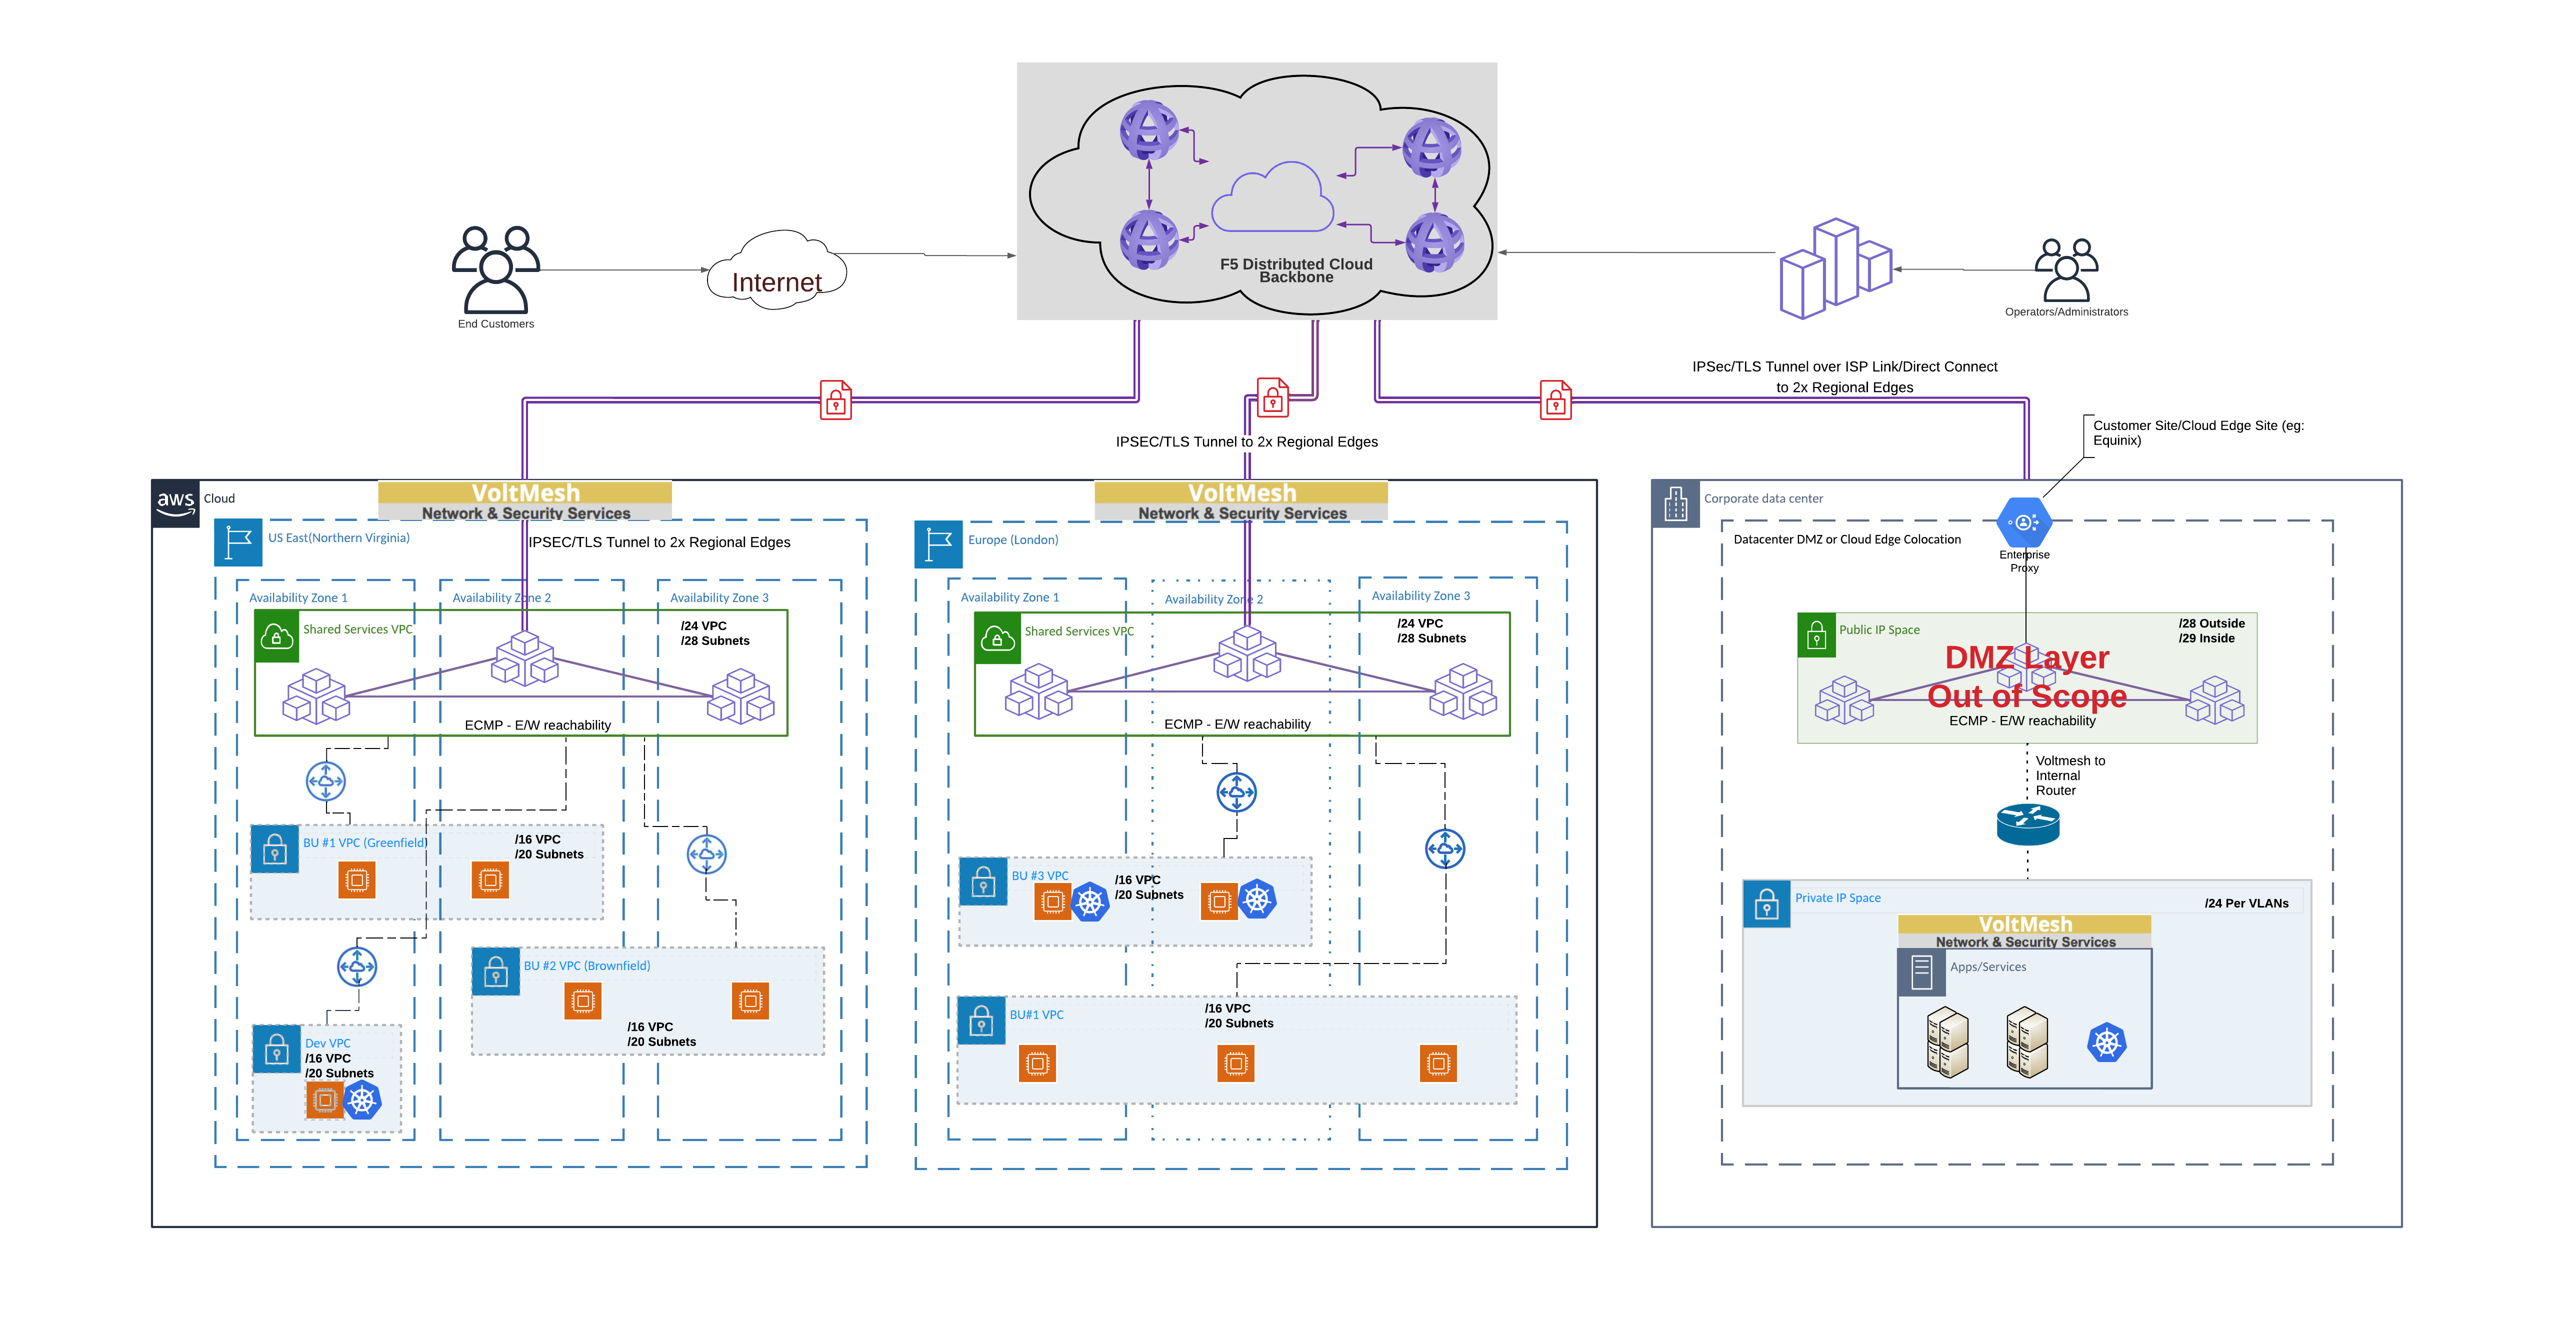 F5 Distributed Cloud
Backbone
Internet
End Customers
Operators/Administrators
IPSec/TLS Tunnel over ISP Link/Direct Connect
to 2x Regional Edges
IPSEC/TLS Tunnel to 2x Regional Edges
Customer Site/Cloud Edge Site (eg:
Equinix)
aws
Cloud
VoltMesh
Network & Security Services
US East(Northern Virginia)
IPSEC/TLS Tunnel to 2x Regional Edges
Availability Zone 1
Availability Zone 2
Availability Zone 3
Shared Services VPC
/24 VPC
/28 Subnets
ECMP - E/W reachability
BU #1 VPC (Greenfield)
/16 VPC
/20 Subnets
BU #2 VPC (Brownfield)
/16 VPC
/20 Subnets
Dev VPC
/16 VPC
/20 Subnets
VoltMesh
Network & Security Services
Europe (London)
Availability Zone 1
Availability Zone 2
Availability Zone 3
Shared Services VPC
/24 VPC
/28 Subnets
ECMP - E/W reachability
BU #3 VPC
/16 VPC
/20 Subnets
BU#1 VPC
/16 VPC
/20 Subnets
Corporate data center
Datacenter DMZ or Cloud Edge Colocation
Enterprise
Proxy
Public IP Space
/28 Outside
/29 Inside
DMZ Layer
Out of Scope
ECMP - E/W reachability
Voltmesh to
Internal
Router
Private IP Space
/24 Per VLANs
VoltMesh
Network & Security Services
Apps/Services